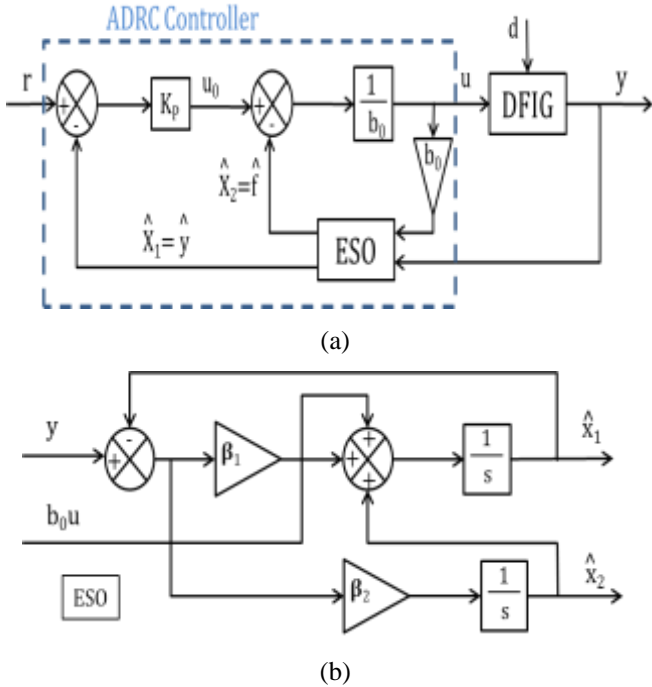 ADRC Controller
d
r
+
-
Kₚ
u₀
+
-
1
b₀
u
DFIG
y
b₀
X̂₂=f̂
X̂₁=ŷ
ESO
(a)
y
-
+
β₁
+
+
+
1
s
x̂₁
b₀u
ESO
β₂
1
s
x̂₂
(b)